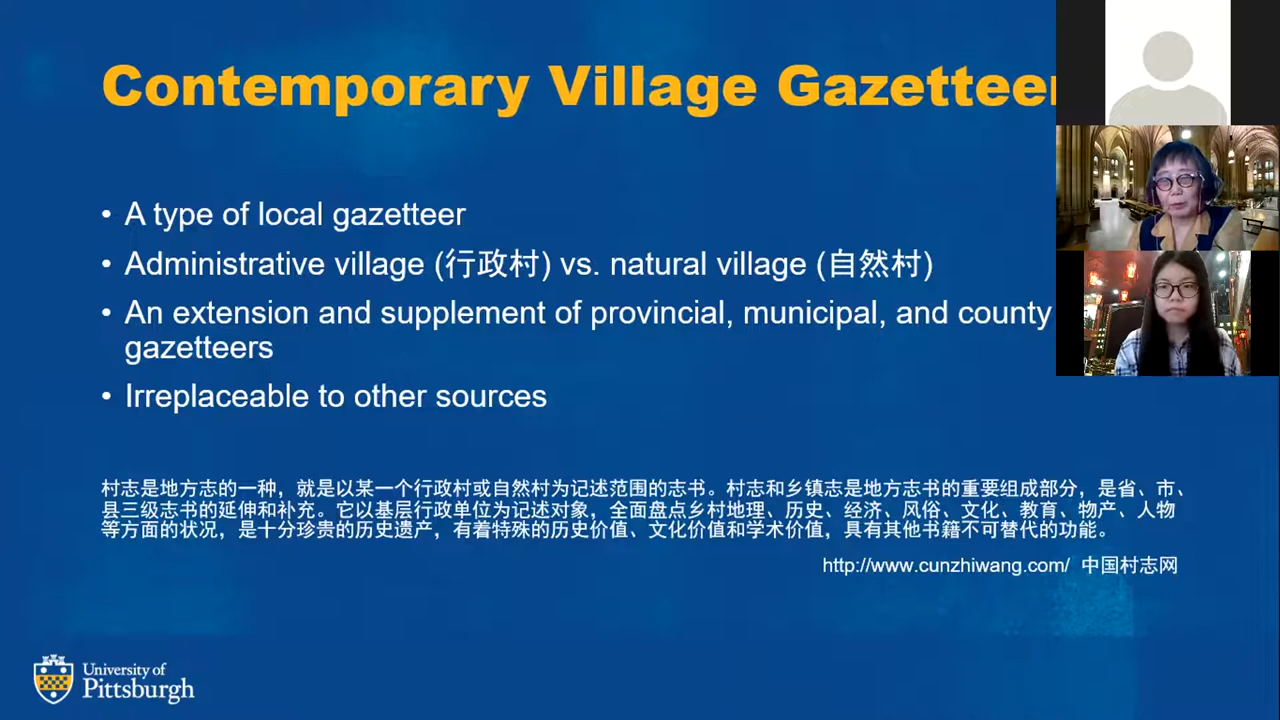 Contemporary Village Gazetteer
• A type of local gazetteer
• Administrative village (行政村) vs. natural village (自然村)
• An extension and supplement of provincial, municipal, and county
gazetteers
• Irreplaceable to other sources
村志是地方志的一种，就是以某一个行政村或自然村为记述范围的志书。村志和乡镇志是地方志书的重要组成部分，是省、市、
县三级志书的延伸和补充。它以基层行政单位为记述对象，全面盘点乡村地理、历史、经济、风俗、文化、教育、物产、人物
等方面的状况，是十分珍贵的历史遗产，有着特殊的历史价值、文化价值和学术价值，具有其他书籍不可替代的功能。
http://www.cunzhiwang.com/ 中国村志网
University of
Pittsburgh